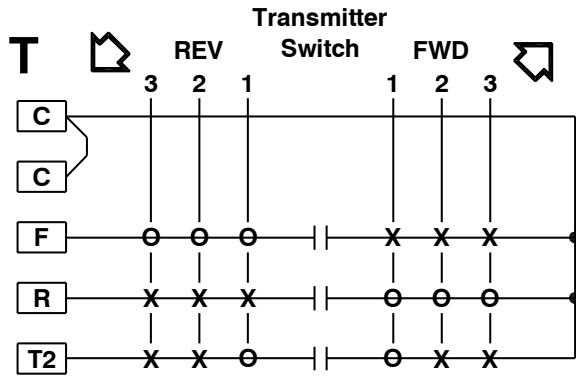 Transmitter
T REV Switch FWD
3 2 1 1 2 3
C
C
F O O O X X X
R X X X O O O
T2 X X O O X X